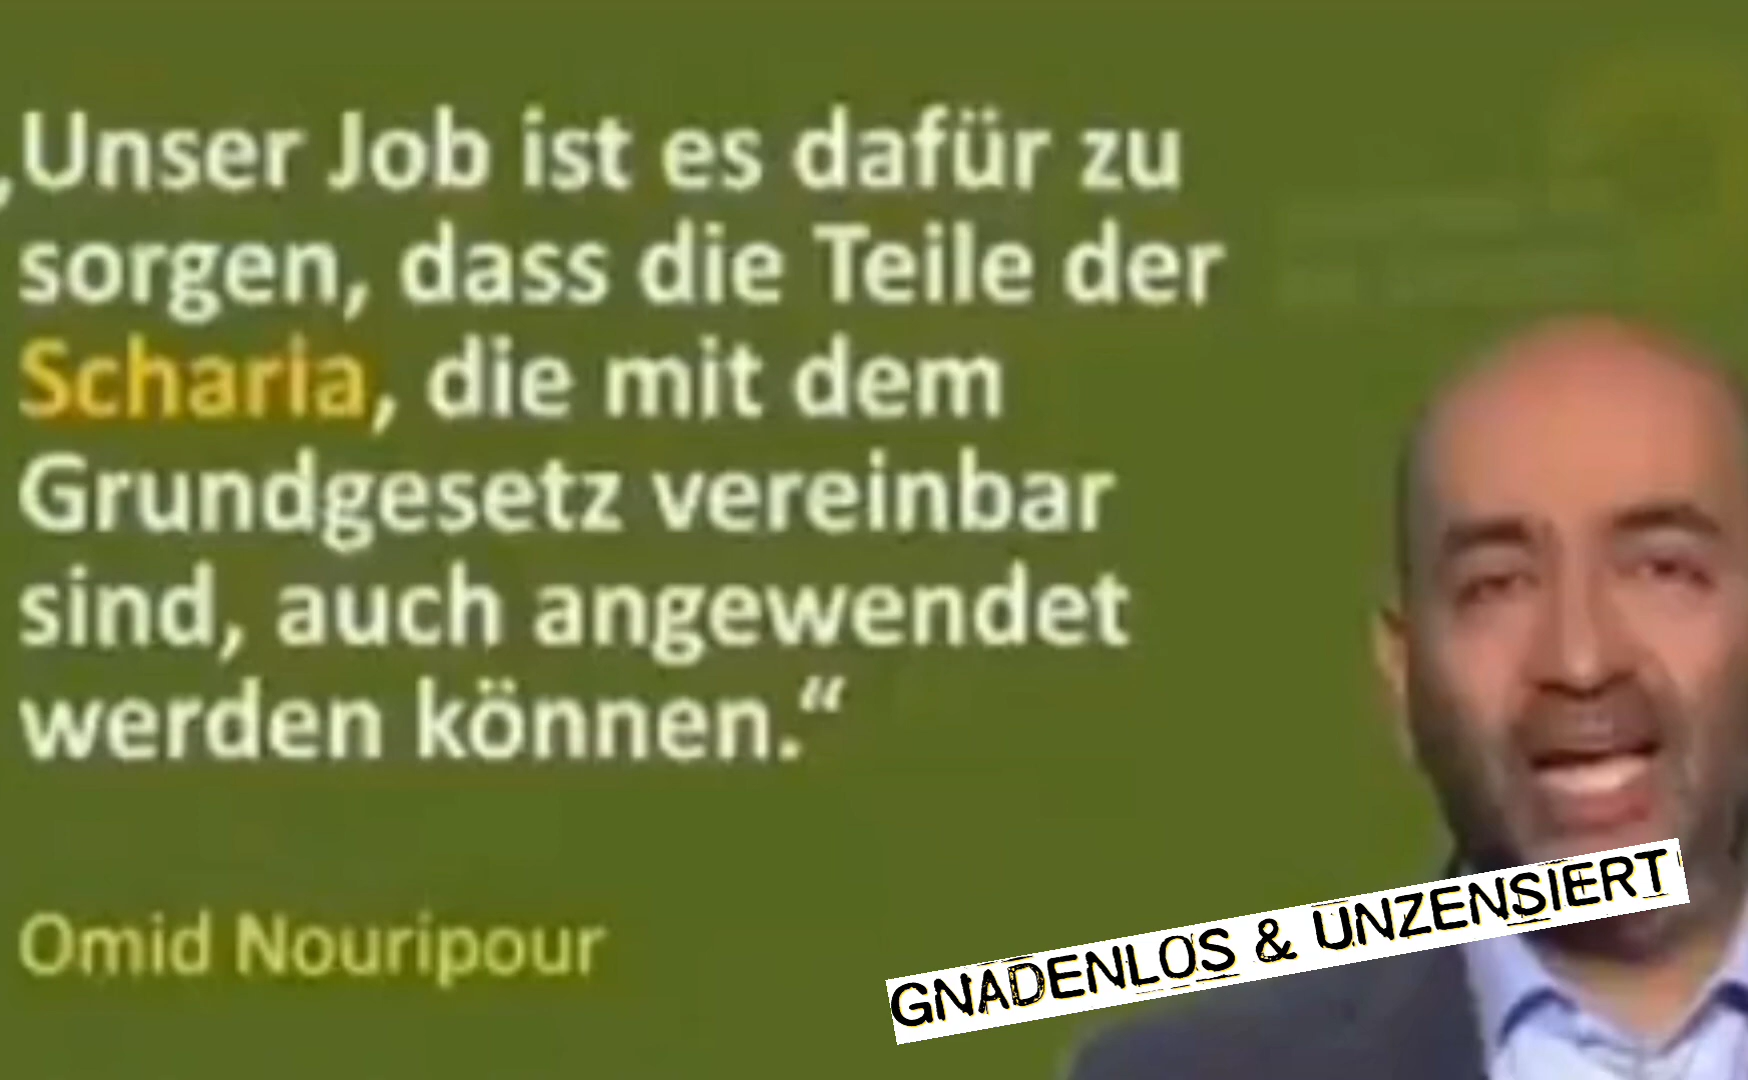 ‚Unser Job ist es dafür zu
sorgen, dass die Teile der
Scharia, die mit dem
Grundgesetz vereinbar
sind, auch angewendet
werden können.“
Omid Nouripour
GNADENLOS & UNZENSIERT